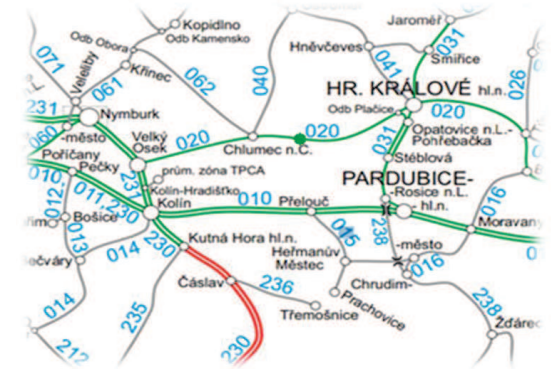 Kopidlno
Odb Kamensko
Odb Obora
Jaroměř
Hněvčeves
Smiřice
071
061
062
040
041
031
026
Veleliby
Křinec
HR. KRÁLOVÉ hl.n.
Odb Plačice
020
231
Nymburk
-město
060
Velký
Osek
020
020
Chlumec n.C.
Opatovice n.L.-
Pohřebačka
031
Stéblová
Poříčany
Pečky
010
011
012
230
231
prům. zóna TPCA
Kolín-Hradišťko
Kolín
010
Přelouč
PARDUBICE-
-Rosice n.L.
- hl.n.
016
Bošice
013
014
230
Kutná Hora hl.n.
015
238
Moravany
Heřmanův
Městec
-město
016
Chrudim-
Čáslav
236
Třemošnice
Prachovice
014
235
230
212
238